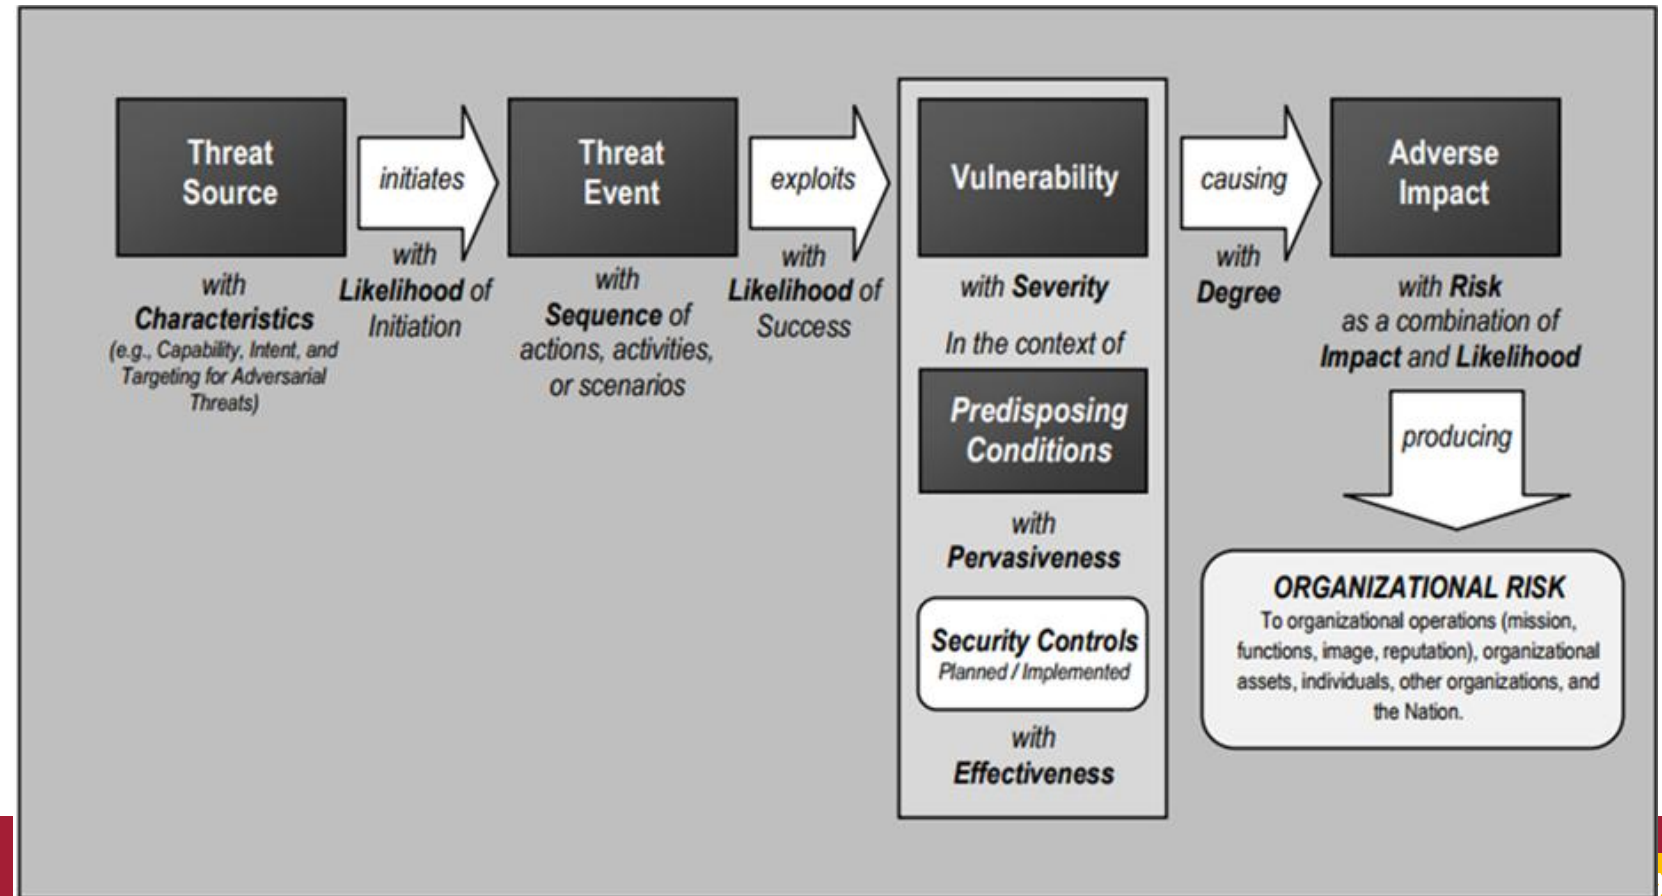 Threat
Source
initiates
Threat
Event
exploits
Vulnerability
causing
Adverse
Impact
with
Characteristics
(e.g., Capability, Intent, and
Targeting for Adversarial
Threats)
with
Likelihood of
Initiation
with
Sequence of
actions, activities,
or scenarios
with
Likelihood of
Success
with Severity
In the context of
Predisposing
Conditions
with
Pervasiveness
Security Controls
Planned / Implemented
with
Effectiveness
with
Degree
with Risk
as a combination of
Impact and Likelihood
producing
ORGANIZATIONAL RISK
To organizational operations (mission,
functions, image, reputation), organizational
assets, individuals, other organizations, and
the Nation.